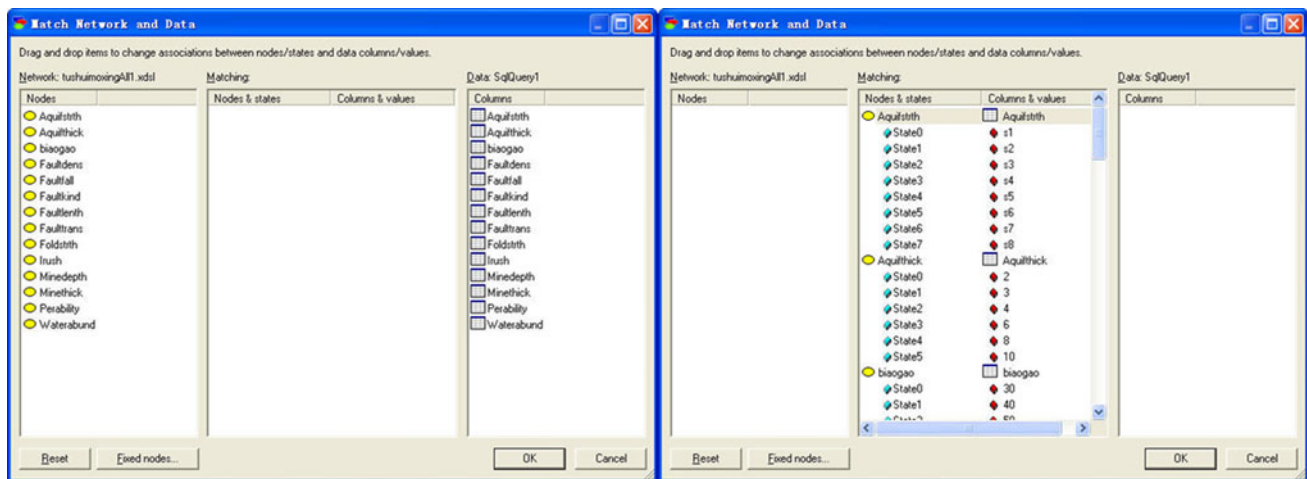 Match Network and Data
Drag and drop items to change associations between nodes/states and data columns/values.
Network: tushuimoxingAll1.xdsl
Matching:
Data: SqlQuery1
Nodes
Nodes & states
Columns & values
Columns
Aquifstrth
Aquifthick
biaogao
Faultdens
Faultfall
Faultkind
Faultlenth
Faulttrans
Foldstrth
Irush
Minedepth
Minethick
Perability
Waterabund
Aquifstrth
Aquifthick
biaogao
Faultdens
Faultfall
Faultkind
Faultlenth
Faulttrans
Foldstrth
Irush
Minedepth
Minethick
Perability
Waterabund
Reset
Fixed nodes...
OK
Cancel
Match Network and Data
Drag and drop items to change associations between nodes/states and data columns/values.
Network: tushuimoxingAll1.xdsl
Matching:
Data: SqlQuery1
Nodes
Nodes & states
Columns & values
Columns
Aquifstrth Aquifstrth
State0 s1
State1 s2
State2 s3
State3 s4
State4 s5
State5 s6
State6 s7
State7 s8
Aquifthick Aquifthick
State0 2
State1 3
State2 4
State3 6
State4 8
State5 10
biaogao biaogao
State0 30
State1 40
Reset
Fixed nodes...
OK
Cancel